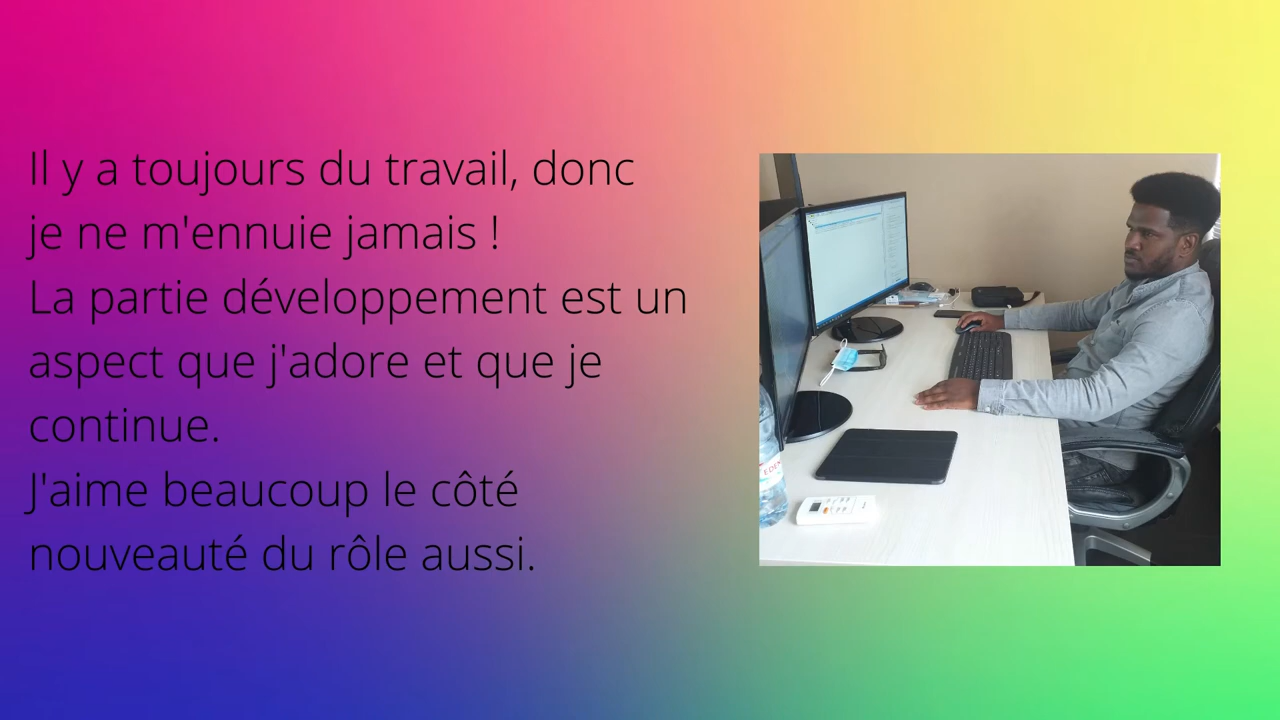 Il y a toujours du travail, donc
je ne m'ennuie jamais !
La partie développement est un
aspect que j'adore et que je
continue.
J'aime beaucoup le côté
nouveauté du rôle aussi.